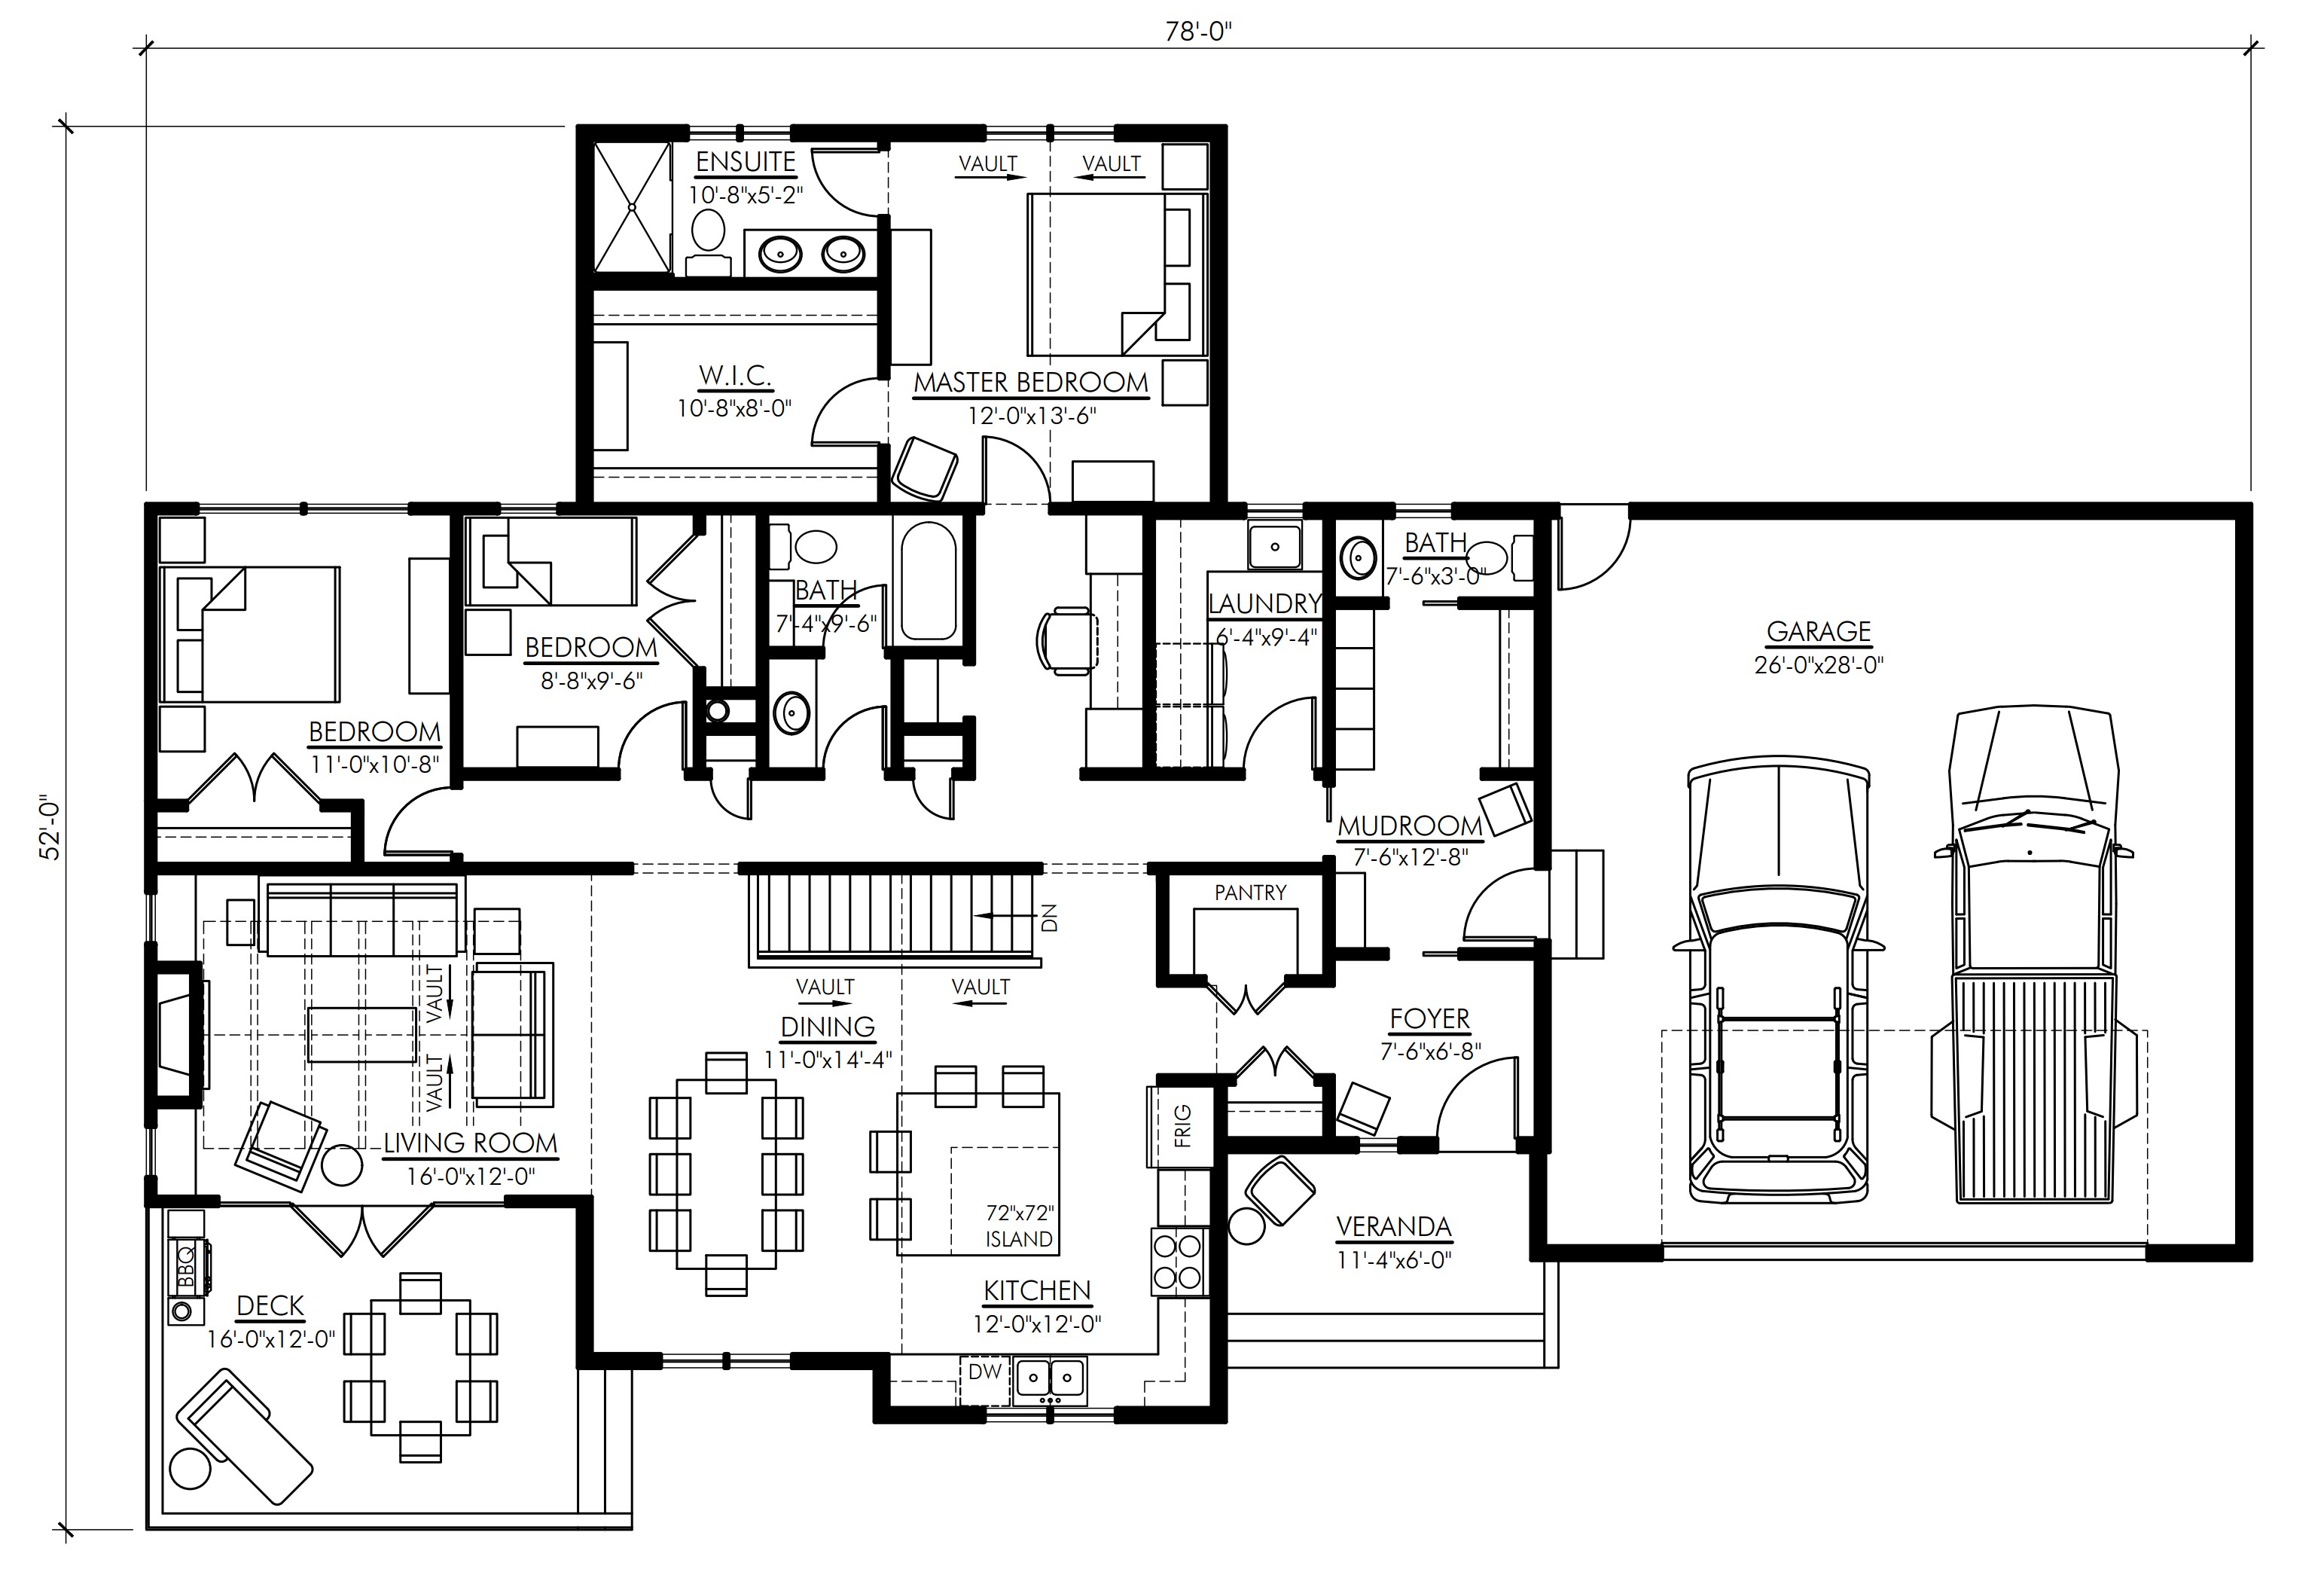 78'-0"
52'-0"
ENSUITE
10'-8"x5'-2"
VAULT
VAULT
W.I.C.
10'-8"x8'-0"
MASTER BEDROOM
12'-0"x13'-6"
BEDROOM
11'-0"x10'-8"
BEDROOM
8'-8"x9'-6"
BATH
7'-4"x9'-6"
LAUNDRY
6'-4"x9'-4"
BATH
7'-6"x3'-0"
GARAGE
26'-0"x28'-0"
MUDROOM
7'-6"x12'-8"
PANTRY
DN
VAULT
VAULT
VAULT
VAULT
DINING
11'-0"x14'-4"
FOYER
7'-6"x6'-8"
LIVING ROOM
16'-0"x12'-0"
FRIG
72"x72"
ISLAND
VERANDA
11'-4"x6'-0"
KITCHEN
12'-0"x12'-0"
DW
BBQ
DECK
16'-0"x12'-0"